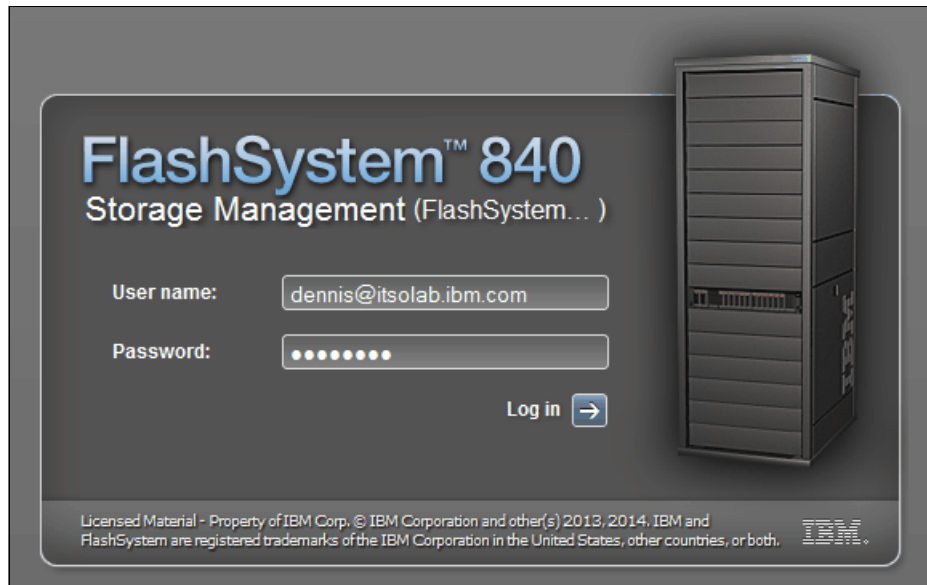 FlashSystem™ 840
Storage Management (FlashSystem... )
User name:
dennis@itsolab.ibm.com
Password:
●●●●●●●●
Log in
Licensed Material - Property of IBM Corp. © IBM Corporation and other(s) 2013, 2014. IBM and
FlashSystem are registered trademarks of the IBM Corporation in the United States, other countries, or both.
IBM.
IBM